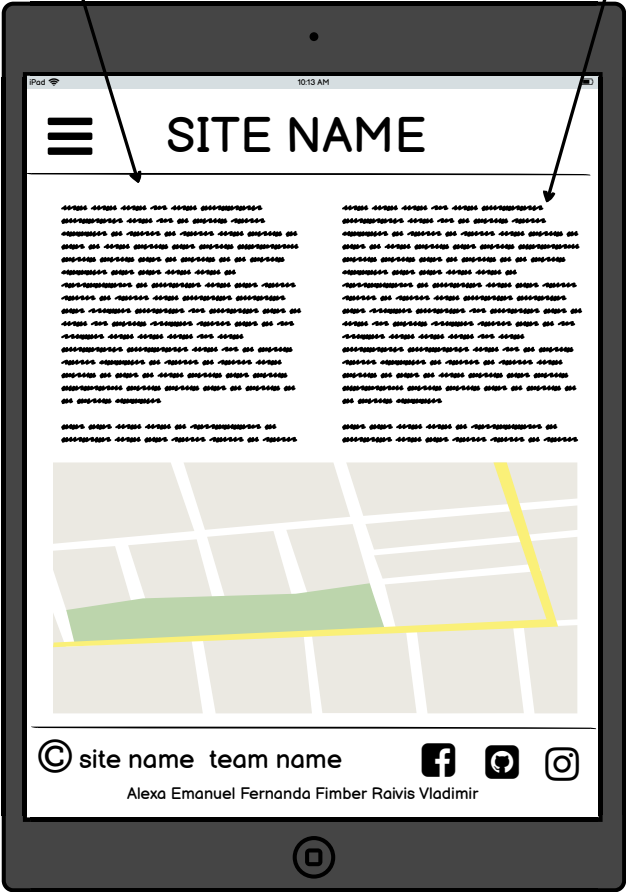 iPad 10:13 AM
SITE NAME
© site name team name
Alexa Emanuel Fernanda Fimber Raivis Vladimir